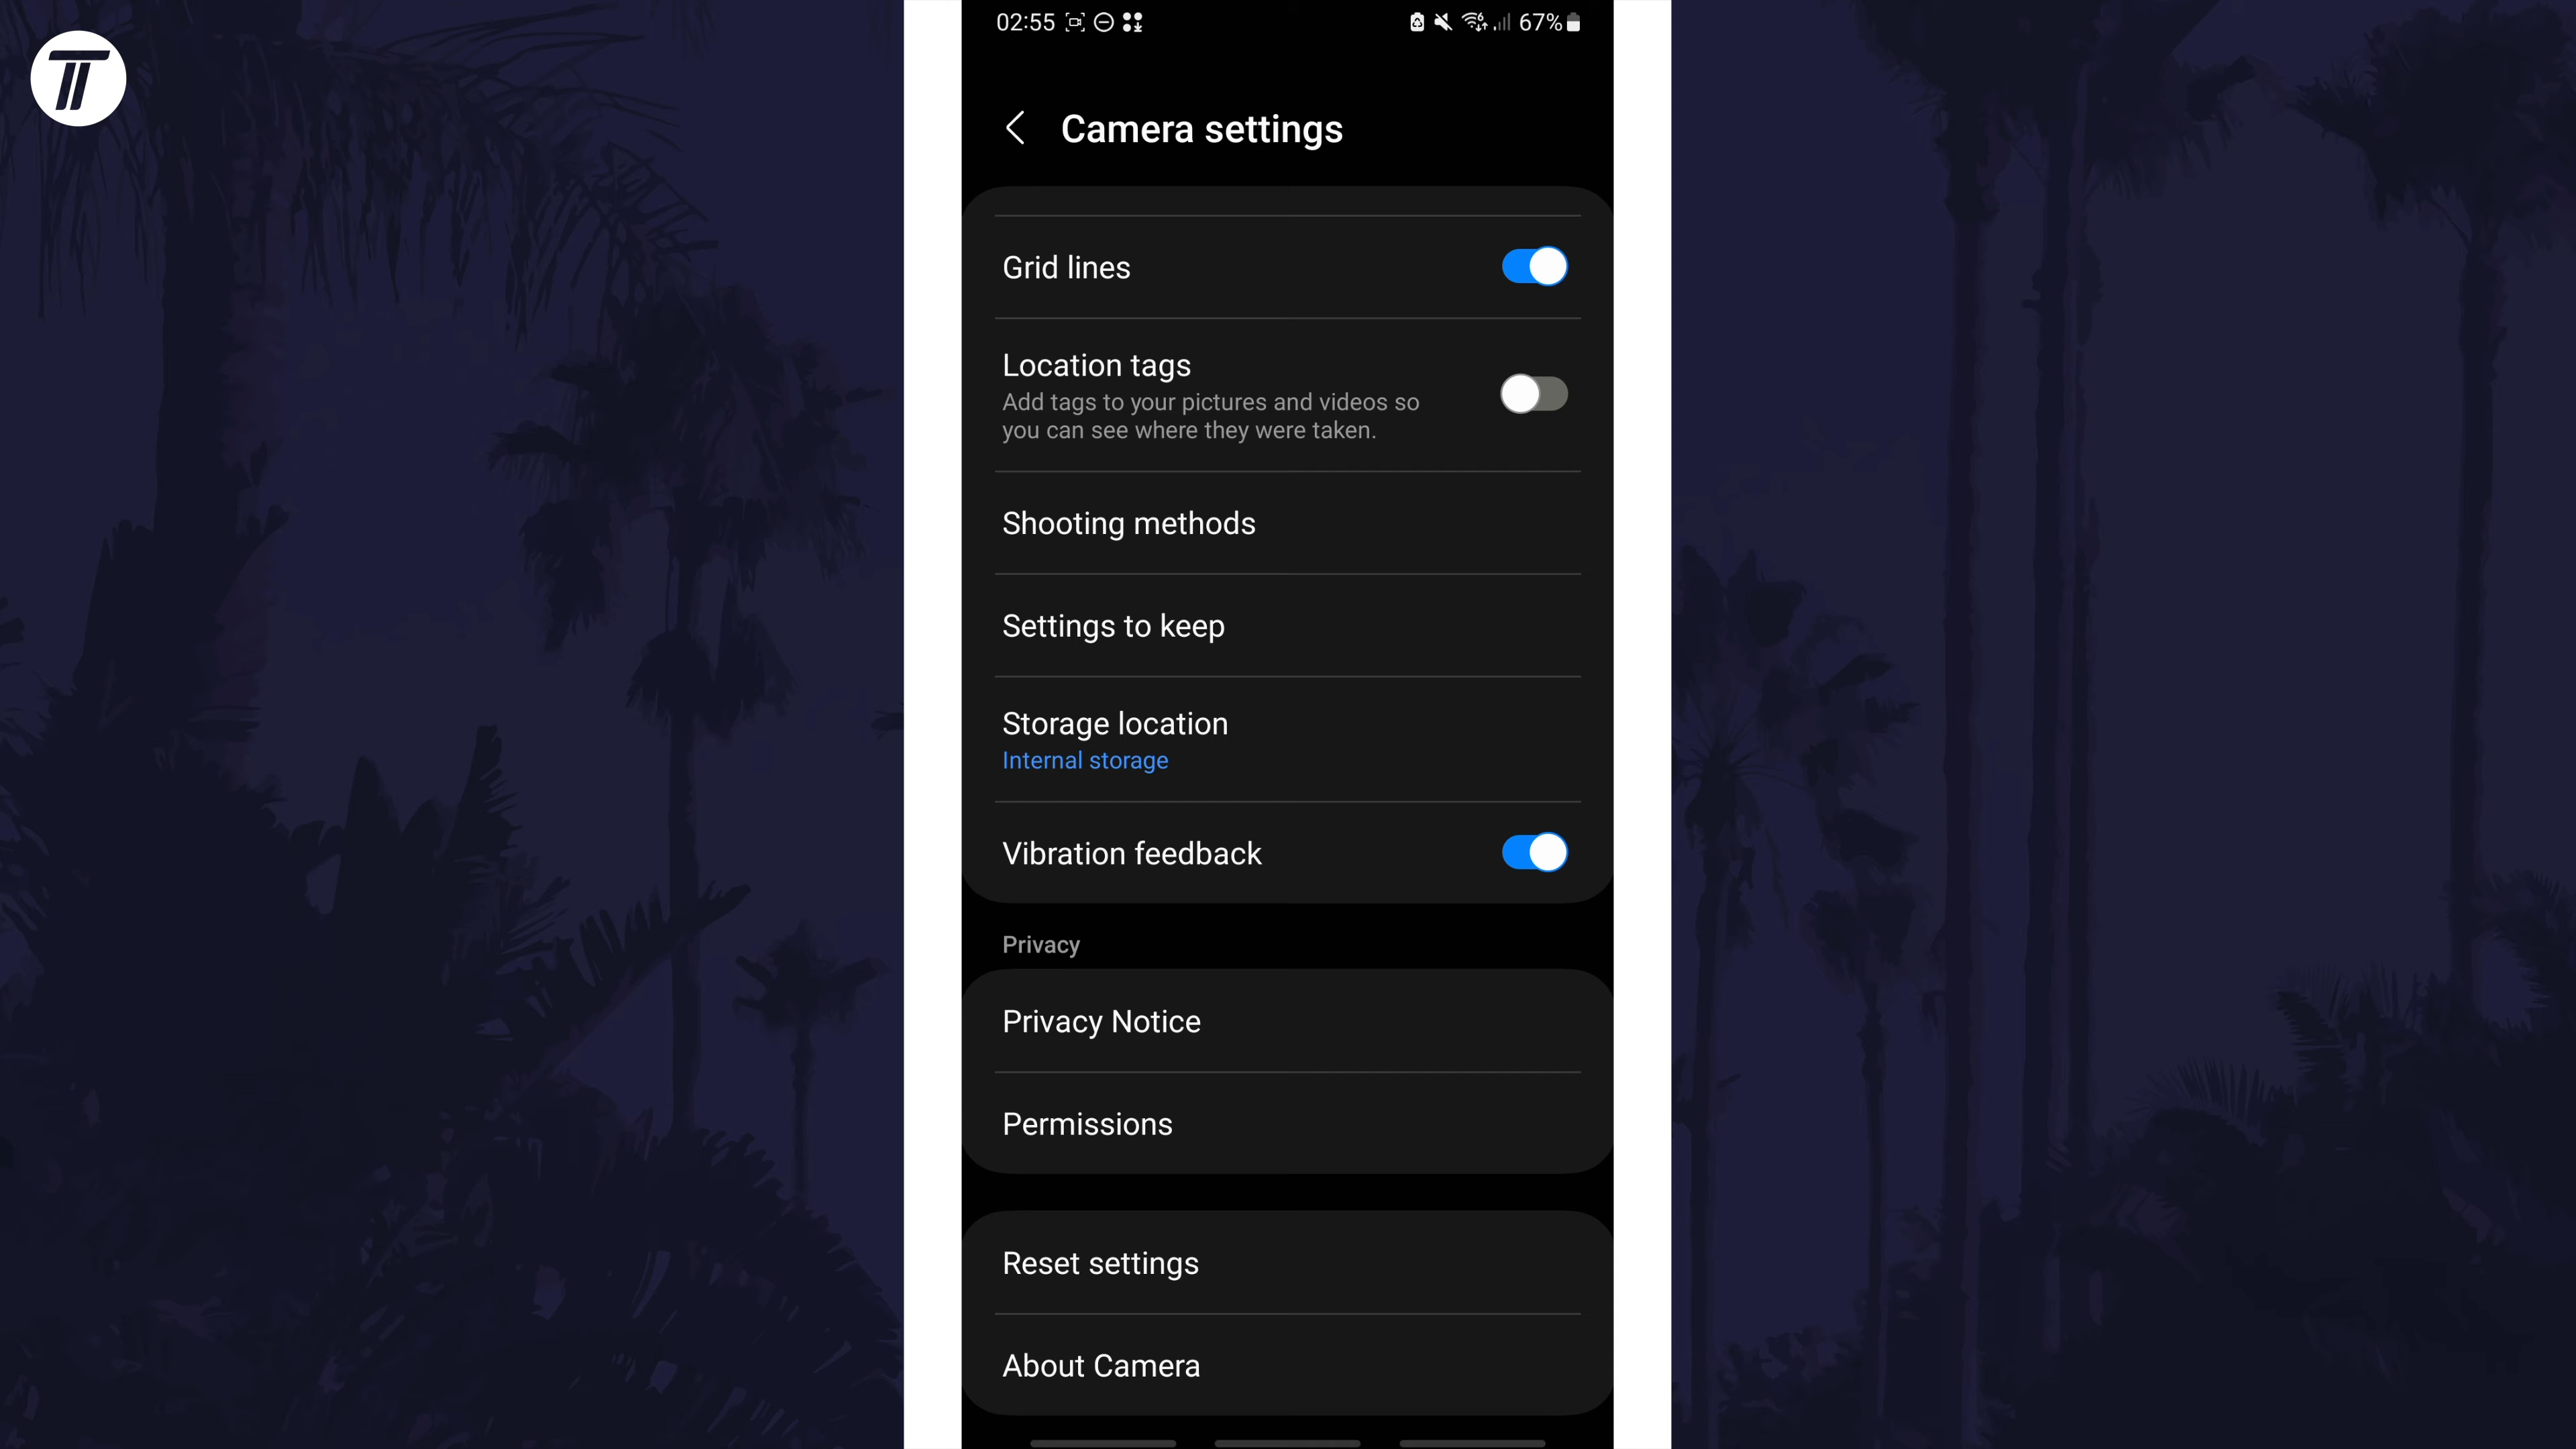 02:55
67%
Camera settings
Grid lines
Location tags
Add tags to your pictures and videos so
you can see where they were taken.
Shooting methods
Settings to keep
Storage location
Internal storage
Vibration feedback
Privacy
Privacy Notice
Permissions
Reset settings
About Camera